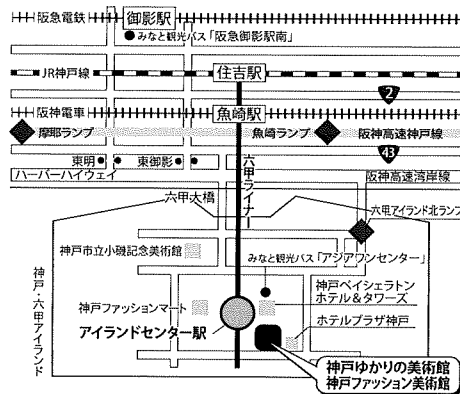 阪急電鉄
御影駅
みなと観光バス「阪急御影駅南」
JR神戸線
住吉駅
2
阪神電車
魚崎駅
摩耶ランプ
魚崎ランプ
阪神高速神戸線
43
東明
東御影
ハーバーハイウェイ
六甲ライナー
阪神高速湾岸線
六甲大橋
六甲アイランド北ランプ
神戸市立小磯記念美術館
みなと観光バス「アジアワンセンター」
神戸・六甲アイランド
神戸ファッションマート
神戸ベイシェラトン
ホテル&タワーズ
アイランドセンター駅
ホテルプラザ神戸
神戸ゆかりの美術館
神戸ファッション美術館